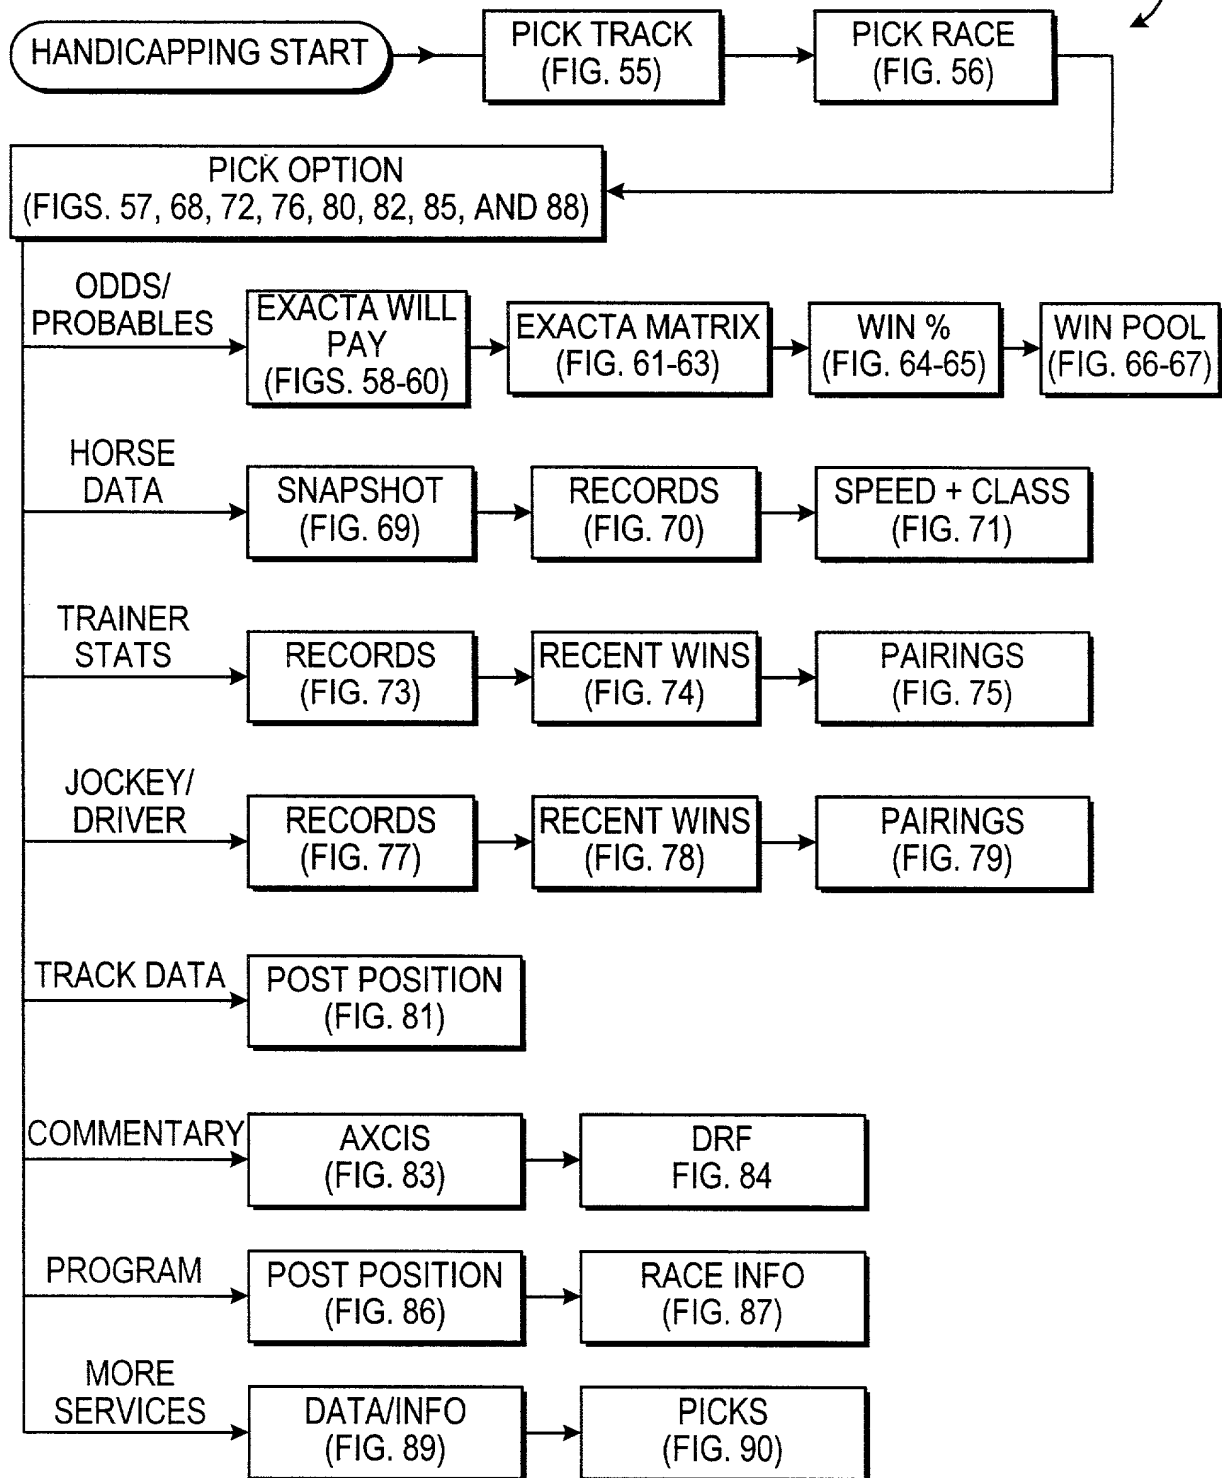 HANDICAPPING START
PICK TRACK
(FIG. 55)
PICK RACE
(FIG. 56)
PICK OPTION
(FIGS. 57, 68, 72, 76, 80, 82, 85, AND 88)
ODDS/
PROBABLES
EXACTA WILL
PAY
(FIGS. 58-60)
EXACTA MATRIX
(FIG. 61-63)
WIN %
(FIG. 64-65)
WIN POOL
(FIG. 66-67)
HORSE
DATA
SNAPSHOT
(FIG. 69)
RECORDS
(FIG. 70)
SPEED + CLASS
(FIG. 71)
TRAINER
STATS
RECORDS
(FIG. 73)
RECENT WINS
(FIG. 74)
PAIRINGS
(FIG. 75)
JOCKEY/
DRIVER
RECORDS
(FIG. 77)
RECENT WINS
(FIG. 78)
PAIRINGS
(FIG. 79)
TRACK DATA
POST POSITION
(FIG. 81)
COMMENTARY
AXCIS
(FIG. 83)
DRF
FIG. 84
PROGRAM
POST POSITION
(FIG. 86)
RACE INFO
(FIG. 87)
MORE
SERVICES
DATA/INFO
(FIG. 89)
PICKS
(FIG. 90)